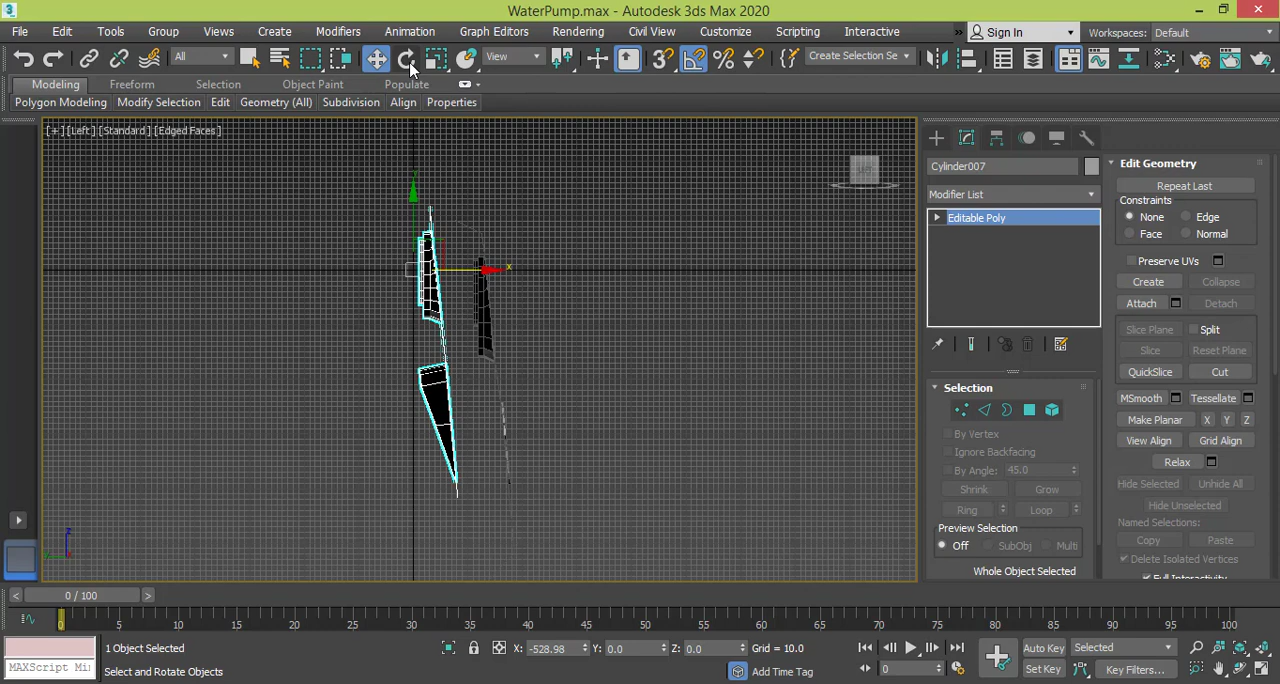 WaterPump.max - Autodesk 3ds Max 2020
File Edit Tools Group Views Create Modifiers Animation Graph Editors Rendering Civil View Customize Scripting Interactive Sign In Workspaces: Default
All View Create Selection Se
Modeling Freeform Selection Object Paint Populate
Polygon Modeling Modify Selection Edit Geometry (All) Subdivision Align Properties
[+] [Left] [Standard] [Edged Faces]
Cylinder007
Modifier List
Editable Poly
Selection
By Vertex
Ignore Backfacing
By Angle: 45.0
Shrink Grow
Ring Loop
Preview Selection
Off SubObj Multi
Whole Object Selected
Edit Geometry
Repeat Last
Constraints
None Edge
Face Normal
Preserve UVs
Create Collapse
Attach Detach
Slice Plane Split
Slice Reset Plane
QuickSlice Cut
MSmooth Tessellate
Make Planar X Y Z
View Align Grid Align
Relax
Hide Selected Unhide All
Hide Unselected
Named Selections:
Copy Paste
Delete Isolated Vertices
Full Interactivity
y
x
z
0 / 100
0 5 10 15 20 25 30 35 40 45 50 55 60 65 70 75 80 85 90 95 100
1 Object Selected X: -528.98 Y: 0.0 Z: 0.0 Grid = 10.0 Auto Key Selected
MAXScript Mi Select and Rotate Objects Add Time Tag 0 Set Key Key Filters...